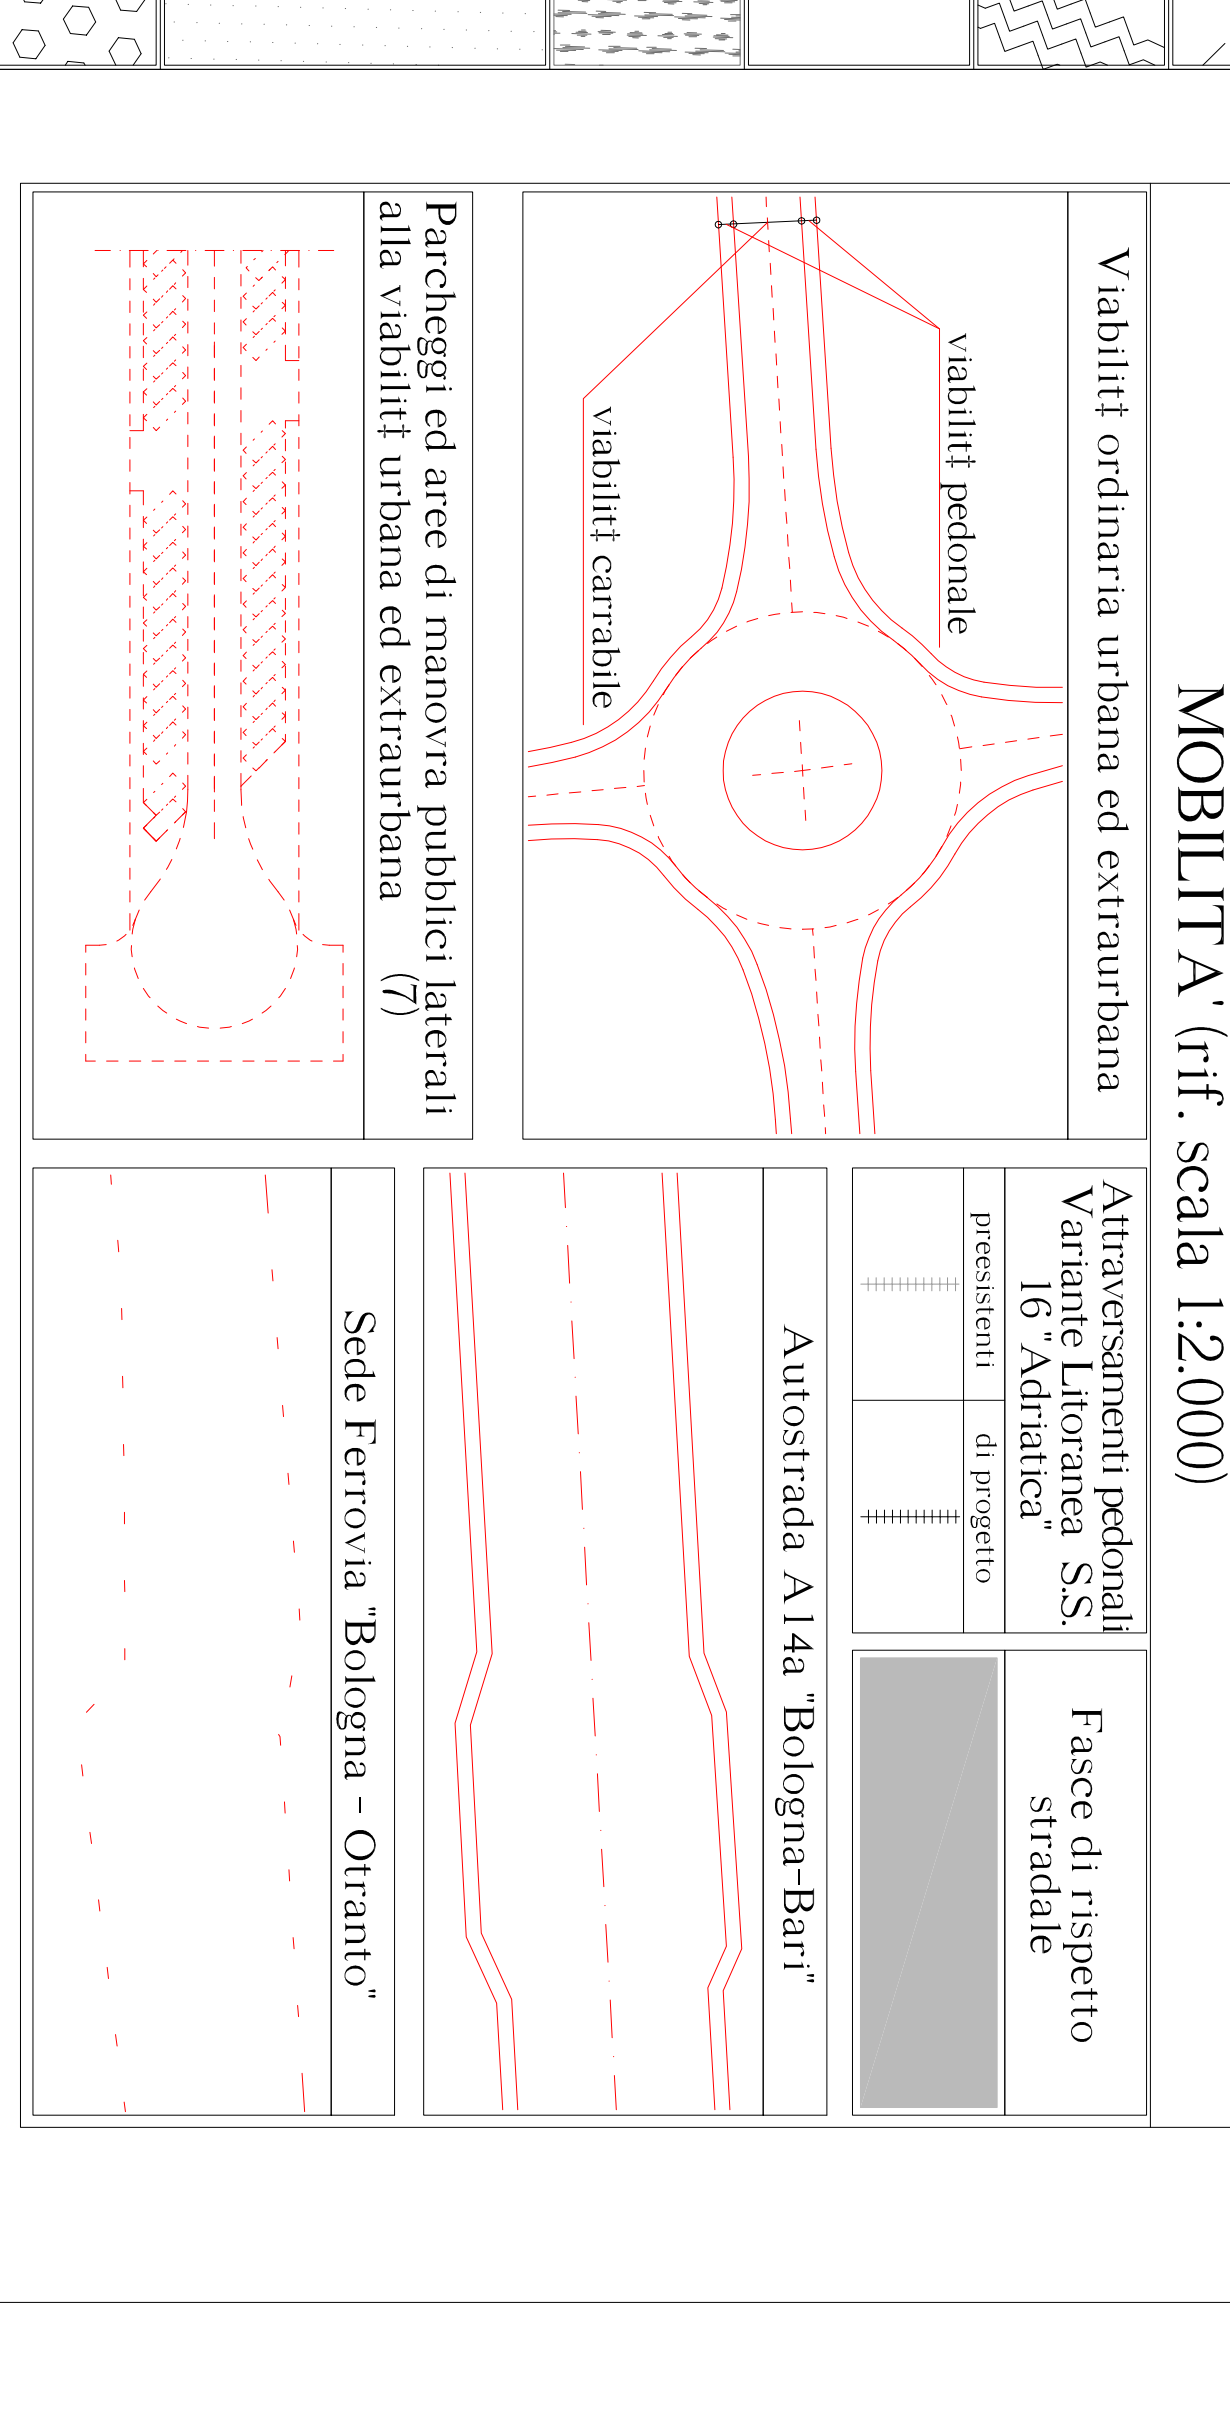 MOBILITA' (rif. scala 1:2.000)
Viabilit‡ ordinaria urbana ed extraurbana
viabilit‡ pedonale
viabilit‡ carrabile
Parcheggi ed aree di manovra pubblici laterali
alla viabilit‡ urbana ed extraurbana (7)
Attraversamenti pedonali
Variante Litoranea S.S.
16 "Adriatica"
preesistenti
di progetto
Fasce di rispetto
stradale
Autostrada A14a "Bologna-Bari"
Sede Ferrovia "Bologna - Otranto"